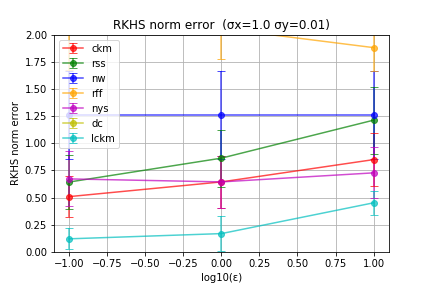 RKHS norm error  (σx=1.0 σy=0.01)
2.00
1.75
1.50
1.25
1.00
0.75
0.50
0.25
0.00
RKHS norm error
ckm
rss
nw
rff
nys
dc
lckm
−1.00 −0.75 −0.50 −0.25 0.00 0.25 0.50 0.75 1.00
log10(ε)